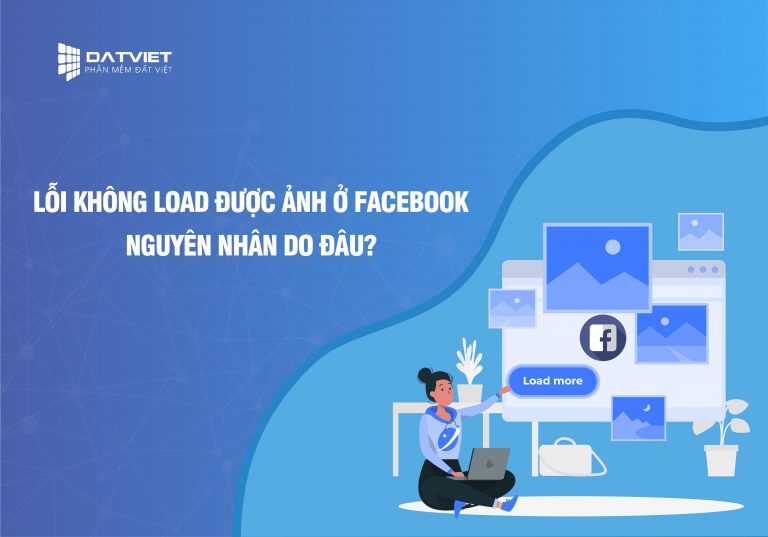 DATVIET
PHẦN MỀM ĐẤT VIỆT
LỖI KHÔNG LOAD ĐƯỢC ẢNH Ở FACEBOOK
NGUYÊN NHÂN DO ĐÂU?
f
Load more